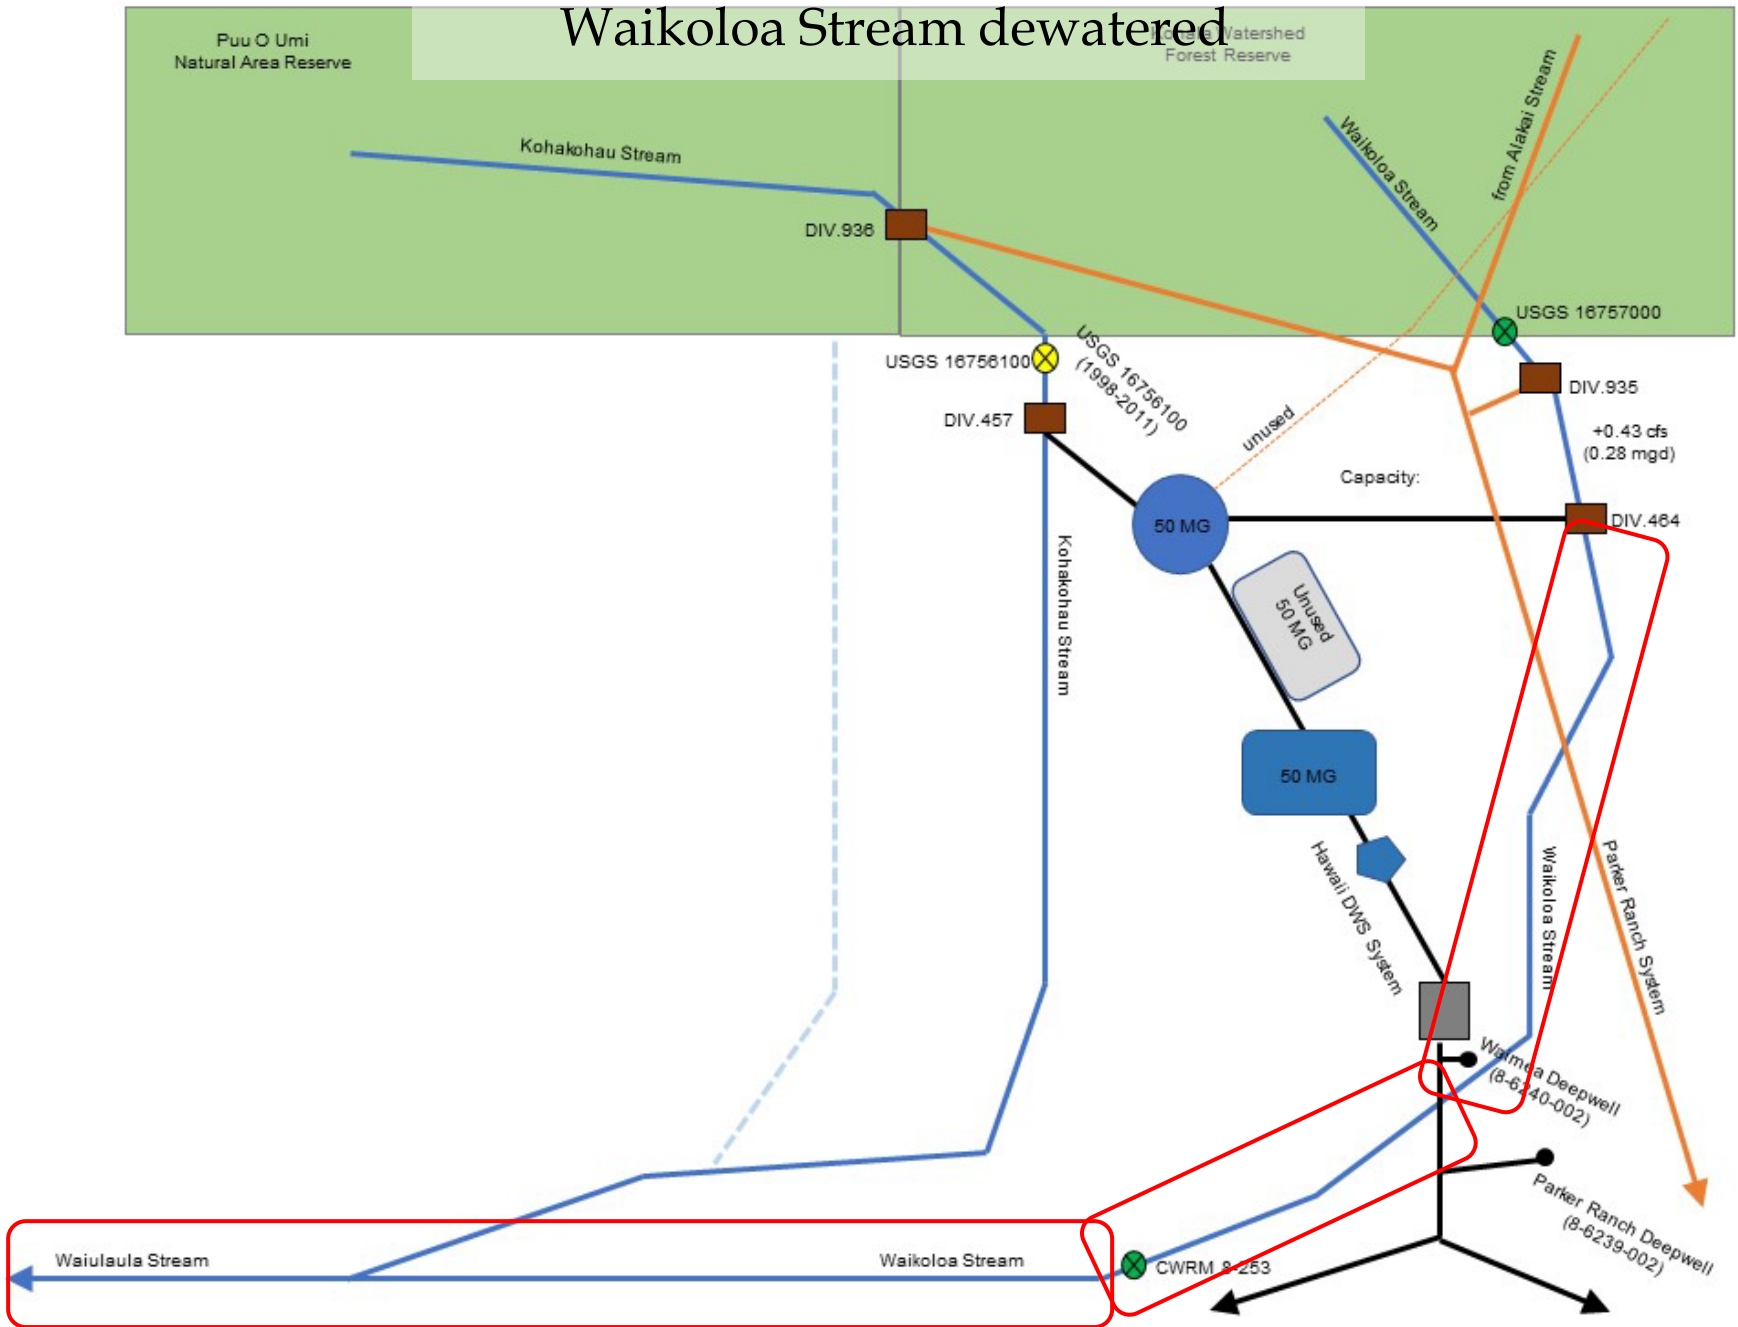 Waikoloa Stream dewatered
Puu O Umi
Natural Area Reserve
Kohala Watershed
Forest Reserve
Kohakohau Stream
Waikoloa Stream
from Alakai Stream
DIV.936
USGS 16757000
USGS 16756100
USGS 16756100
(1998-2011)
DIV.935
DIV.457
unused
+0.43 cfs
(0.28 mgd)
Capacity:
50 MG
DIV.464
Kohakohau Stream
Unused
50 MG
50 MG
Hawaii DWS System
Waikoloa Stream
Parker Ranch System
Waimea Deepwell
(8-6240-002)
Parker Ranch Deepwell
(8-6239-002)
Waiulaula Stream
Waikoloa Stream
CWRM 8-253